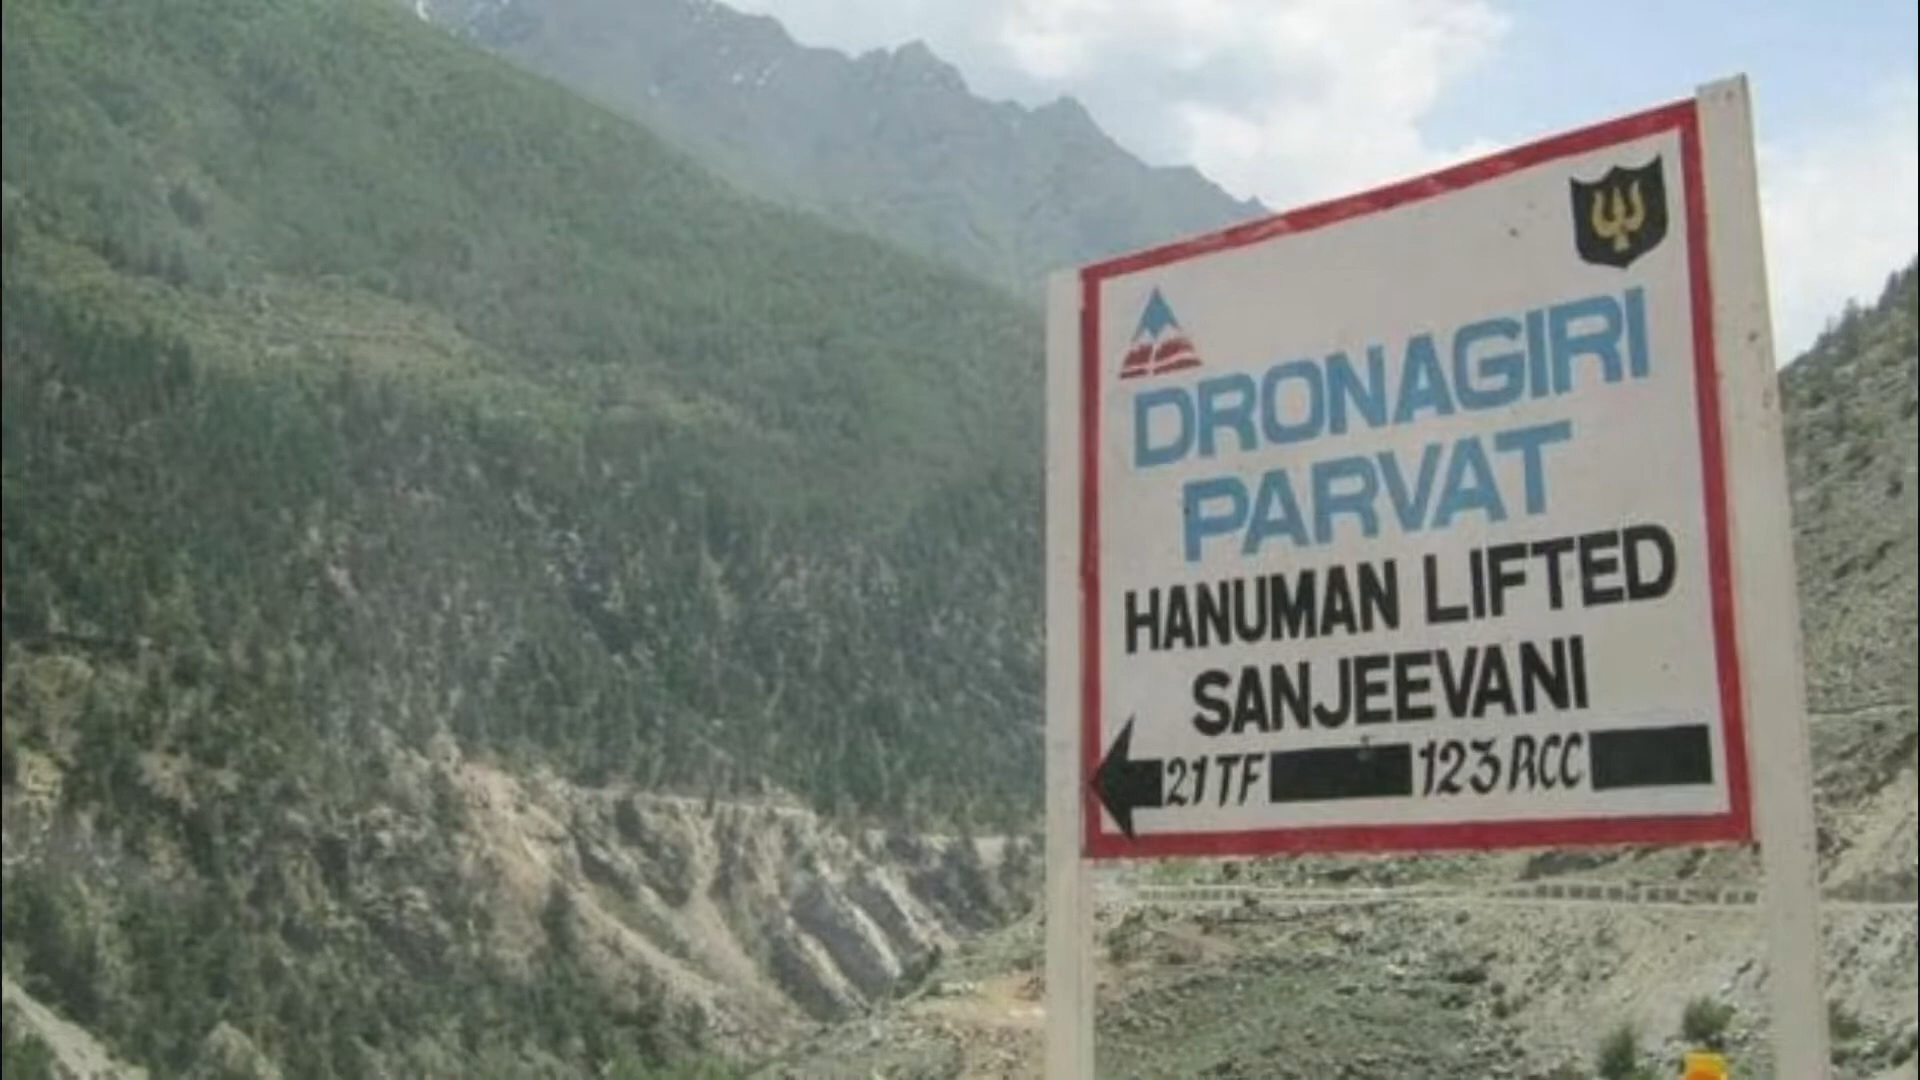 DRONAGIRI
PARVAT
HANUMAN LIFTED
SANJEEVANI
21 TF 123 RCC